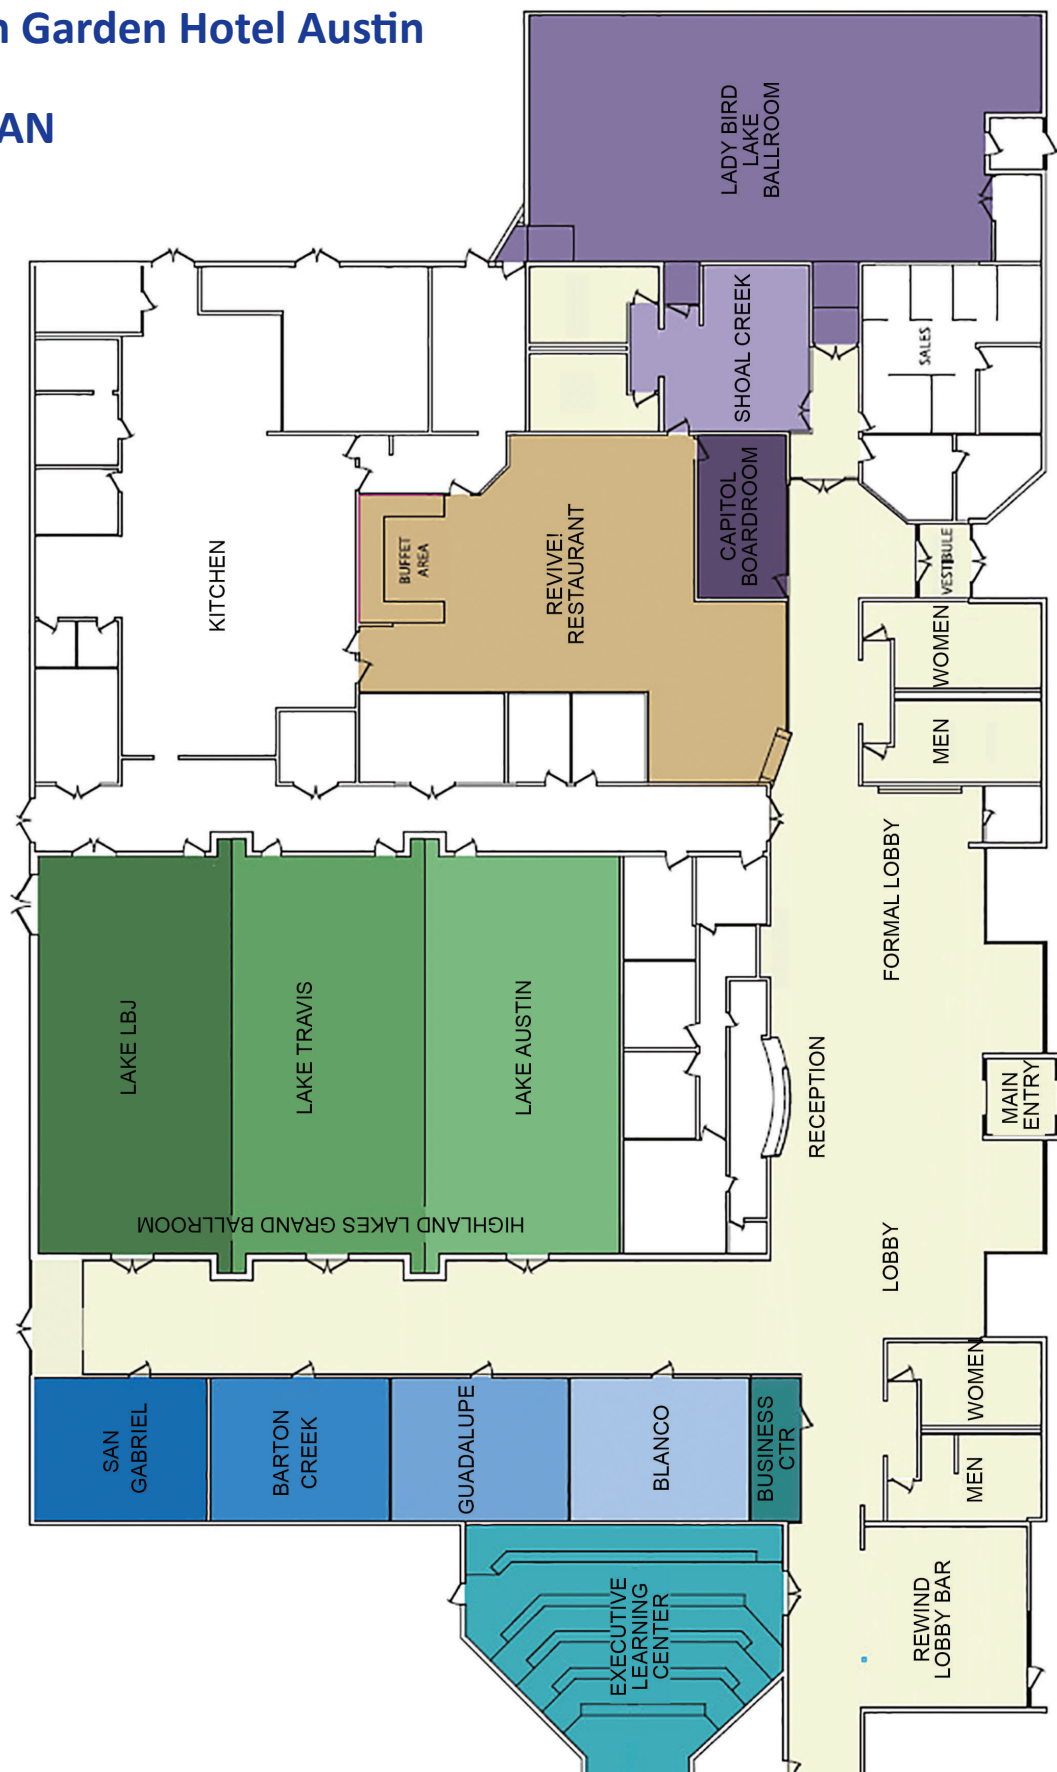 n Garden Hotel Austin
AN
LADY BIRD
LAKE
BALLROOM
SHOAL CREEK
SALES
CAPITOL
BOARDROOM
VESTIBULE
KITCHEN
BUFFET
AREA
REVIVE!
RESTAURANT
WOMEN
MEN
FORMAL LOBBY
LAKE LBJ
LAKE TRAVIS
LAKE AUSTIN
HIGHLAND LAKES GRAND BALLROOM
RECEPTION
MAIN
ENTRY
LOBBY
SAN
GABRIEL
BARTON
CREEK
GUADALUPE
BLANCO
BUSINESS
CTR
WOMEN
MEN
EXECUTIVE
LEARNING
CENTER
REWIND
LOBBY BAR